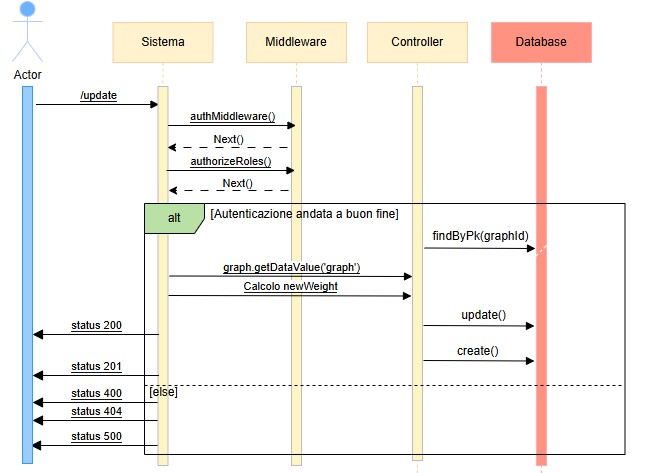 Sistema
Middleware
Controller
Database
Actor
/update
authMiddleware()
Next()
authorizeRoles()
Next()
alt
[Autenticazione andata a buon fine]
findByPk(graphId)
graph.getDataValue('graph')
Calcolo newWeight
update()
status 200
create()
status 201
[else]
status 400
status 404
status 500